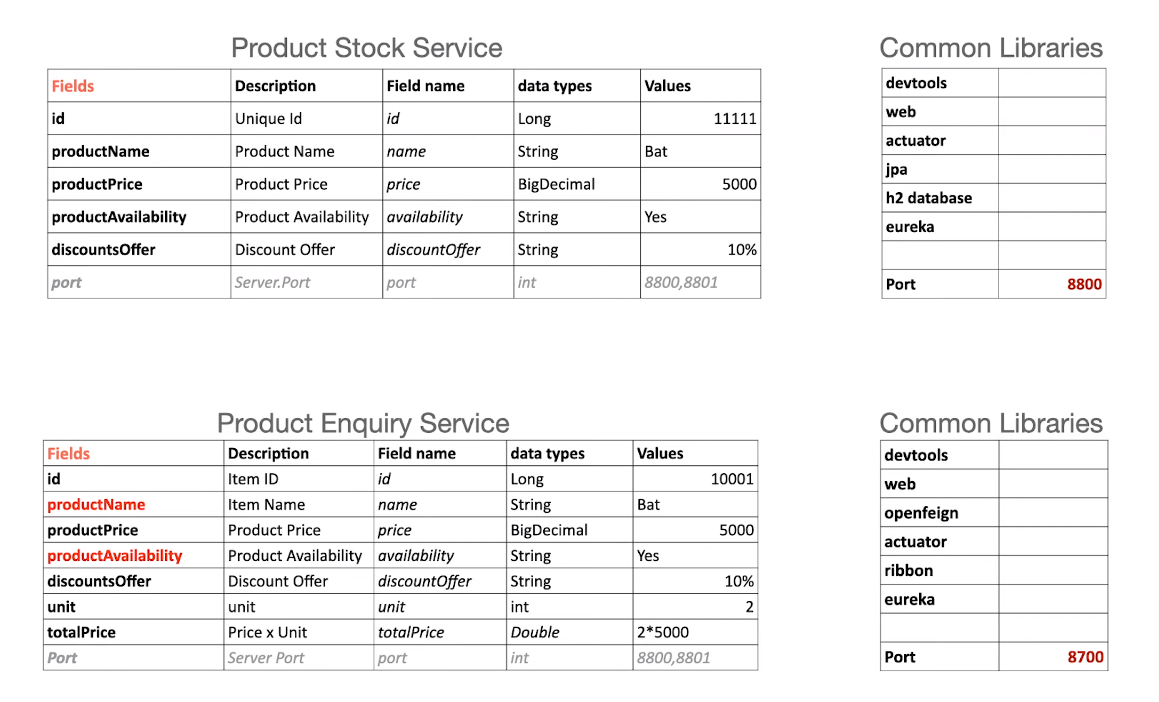 Product Stock Service
Common Libraries
Fields Description Field name data types Values
id Unique Id id Long 11111
productName Product Name name String Bat
productPrice Product Price price BigDecimal 5000
productAvailability Product Availability availability String Yes
discountsOffer Discount Offer discountOffer String 10%
port Server.Port port int 8800,8801
devtools
web
actuator
jpa
h2 database
eureka
Port 8800
Product Enquiry Service
Common Libraries
Fields Description Field name data types Values
id Item ID id Long 10001
productName Item Name name String Bat
productPrice Product Price price BigDecimal 5000
productAvailability Product Availability availability String Yes
discountsOffer Discount Offer discountOffer String 10%
unit unit unit int 2
totalPrice Price x Unit totalPrice Double 2*5000
Port Server Port port int 8800,8801
devtools
web
openfeign
actuator
ribbon
eureka
Port 8700